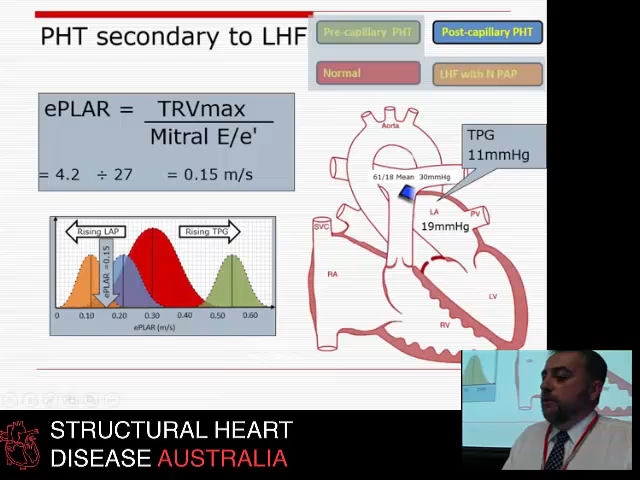 PHT secondary to LHF
Pre-capillary PHT
Post-capillary PHT
Normal
LHF with N PAP
ePLAR = TRVmax
Mitral E/e'
= 4.2 ÷ 27 = 0.15 m/s
TPG
11mmHg
Aorta
61/18 Mean 30mmHg
LA
PV
19mmHg
SVC
RA
LV
RV
Rising LAP
Rising TPG
ePLAR =0.15
0 0.10 0.20 0.30 0.40 0.50 0.60
ePLAR (m/s)
STRUCTURAL HEART
DISEASE AUSTRALIA